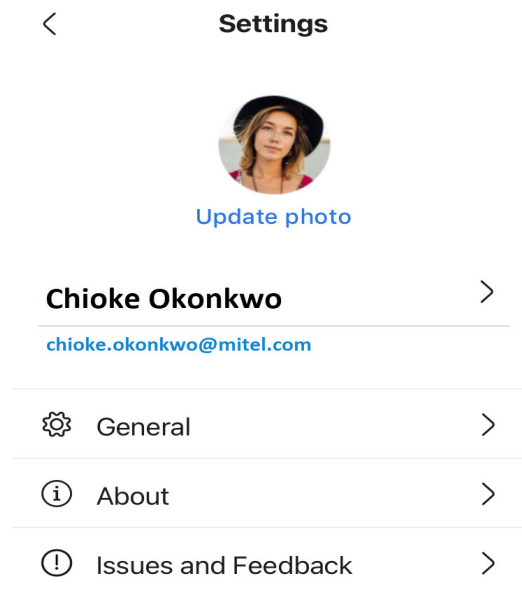 Settings
Update photo
Chioke Okonkwo
chioke.okonkwo@mitel.com
General
About
Issues and Feedback